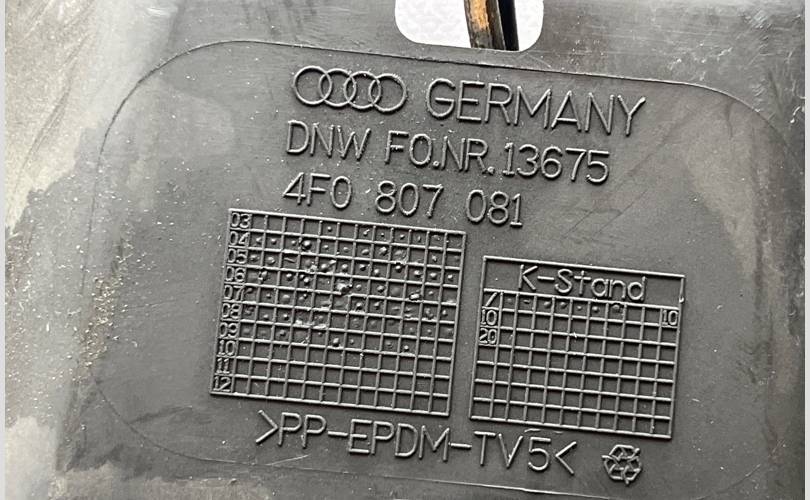 GERMANY
DNW FO.NR. 13675
4F0 807 081
03
04
05
06
07
08
09
10
11
12
K-Stand
7 10
10
20
>PP-EPDM-TV5<